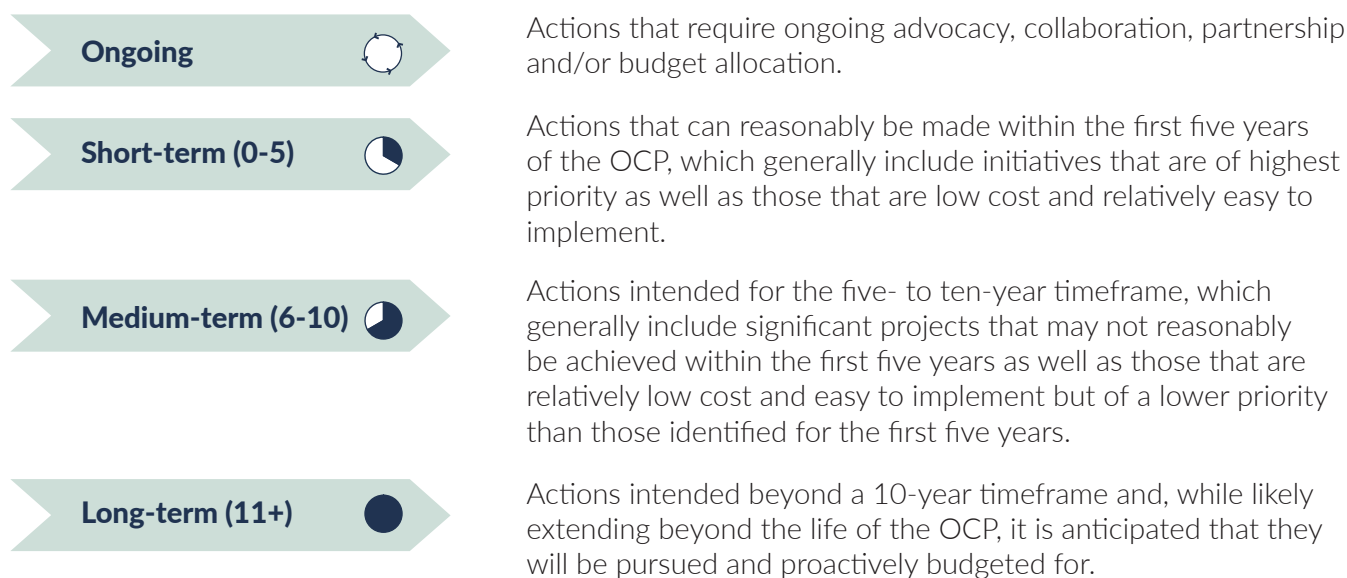 Ongoing
Actions that require ongoing advocacy, collaboration, partnership
and/or budget allocation.
Short-term (0-5)
Actions that can reasonably be made within the first five years
of the OCP, which generally include initiatives that are of highest
priority as well as those that are low cost and relatively easy to
implement.
Medium-term (6-10)
Actions intended for the five- to ten-year timeframe, which
generally include significant projects that may not reasonably
be achieved within the first five years as well as those that are
relatively low cost and easy to implement but of a lower priority
than those identified for the first five years.
Long-term (11+)
Actions intended beyond a 10-year timeframe and, while likely
extending beyond the life of the OCP, it is anticipated that they
will be pursued and proactively budgeted for.